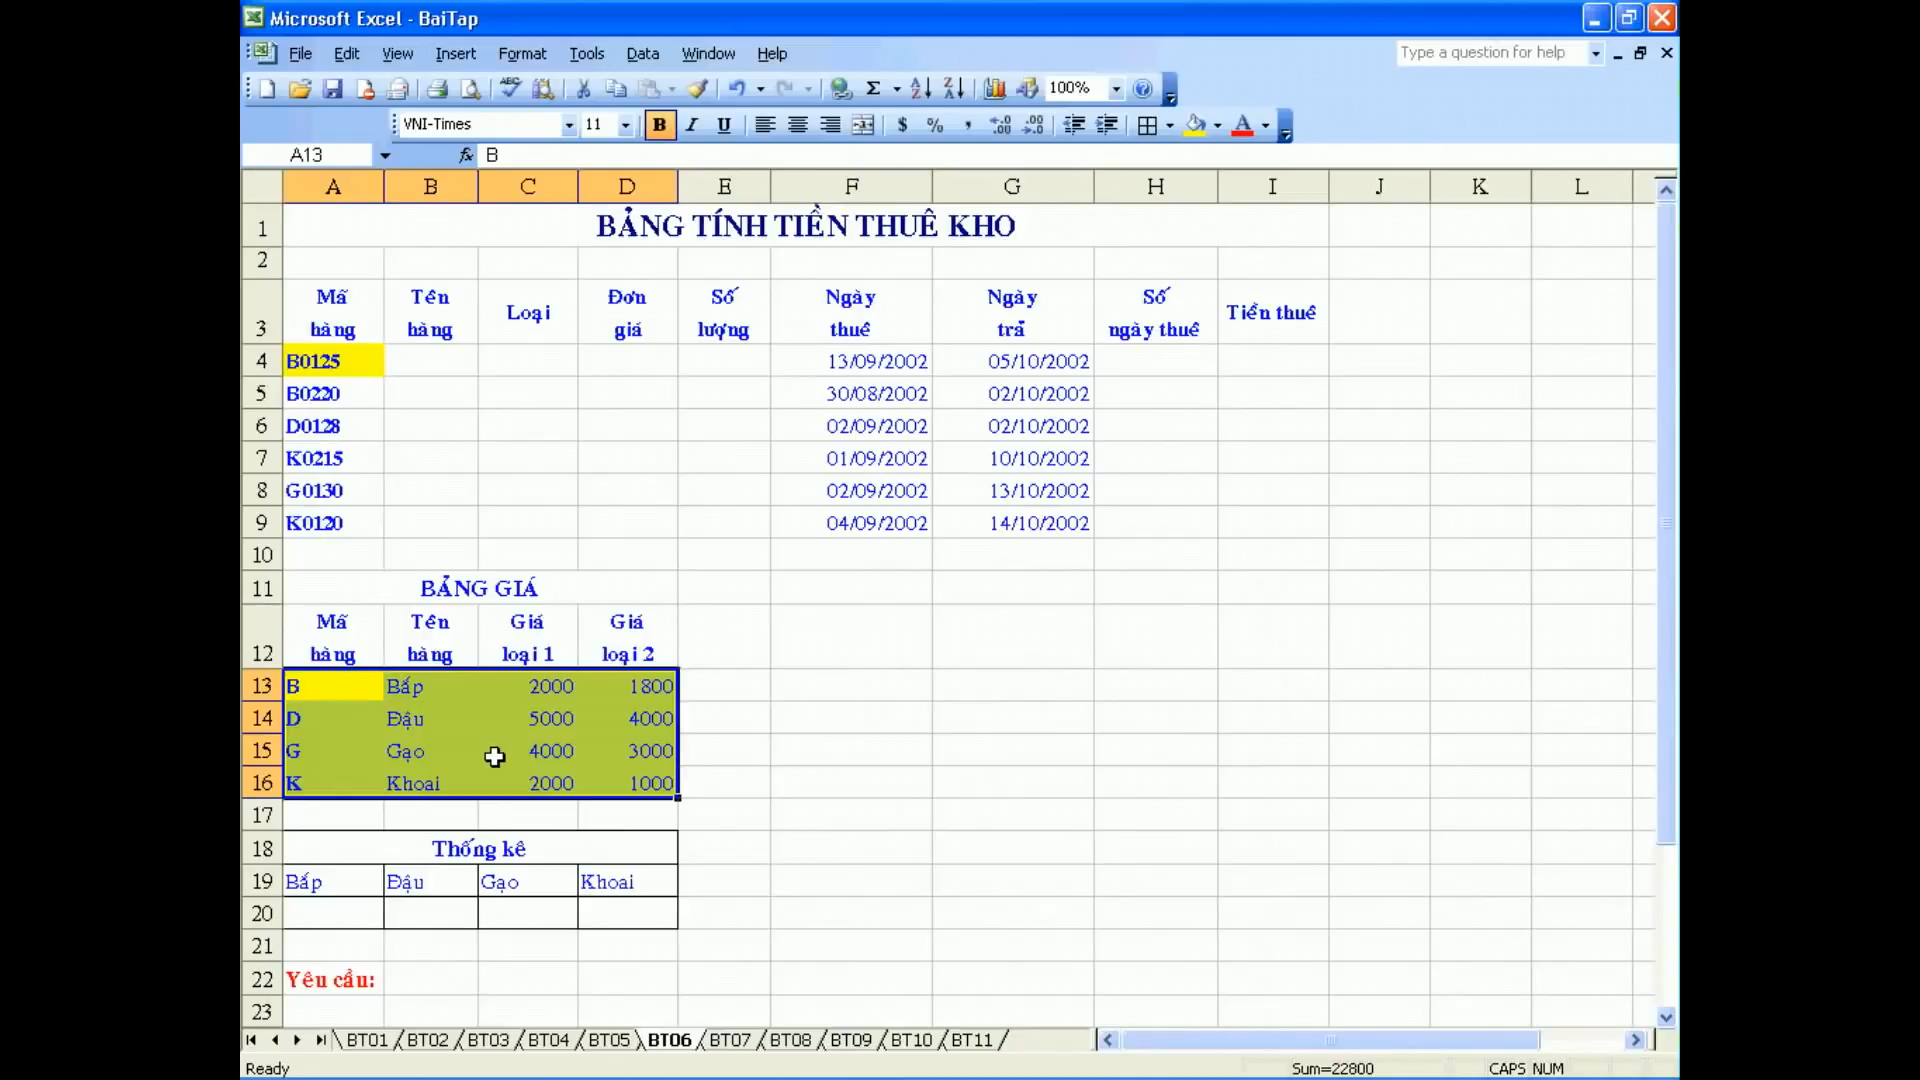 Microsoft Excel - BaiTap
File Edit View Insert Format Tools Data Window Help Type a question for help
100%
VNI-Times 11 B I U $ %
A13 fx B
A B C D E F G H I J K L
1 BẢNG TÍNH TIỀN THUÊ KHO
2
Mã Tên Loại Đơn Số Ngày Ngày Số Tiền thuê
3 hàng hàng giá lượng thuê trả ngày thuê
4 B0125 13/09/2002 05/10/2002
5 B0220 30/08/2002 02/10/2002
6 D0128 02/09/2002 02/10/2002
7 K0215 01/09/2002 10/10/2002
8 G0130 02/09/2002 13/10/2002
9 K0120 04/09/2002 14/10/2002
10
11 BẢNG GIÁ
Mã Tên Giá Giá
12 hàng hàng loại 1 loại 2
13 B Bấp 2000 1800
14 D Đậu 5000 4000
15 G Gạo 4000 3000
16 K Khoai 2000 1000
17
18 Thống kê
19 Bấp Đậu Gạo Khoai
20
21
22 Yêu cầu:
23
BT01 BT02 BT03 BT04 BT05 BT06 BT07 BT08 BT09 BT10 BT11
Ready Sum=22800 CAPS NUM